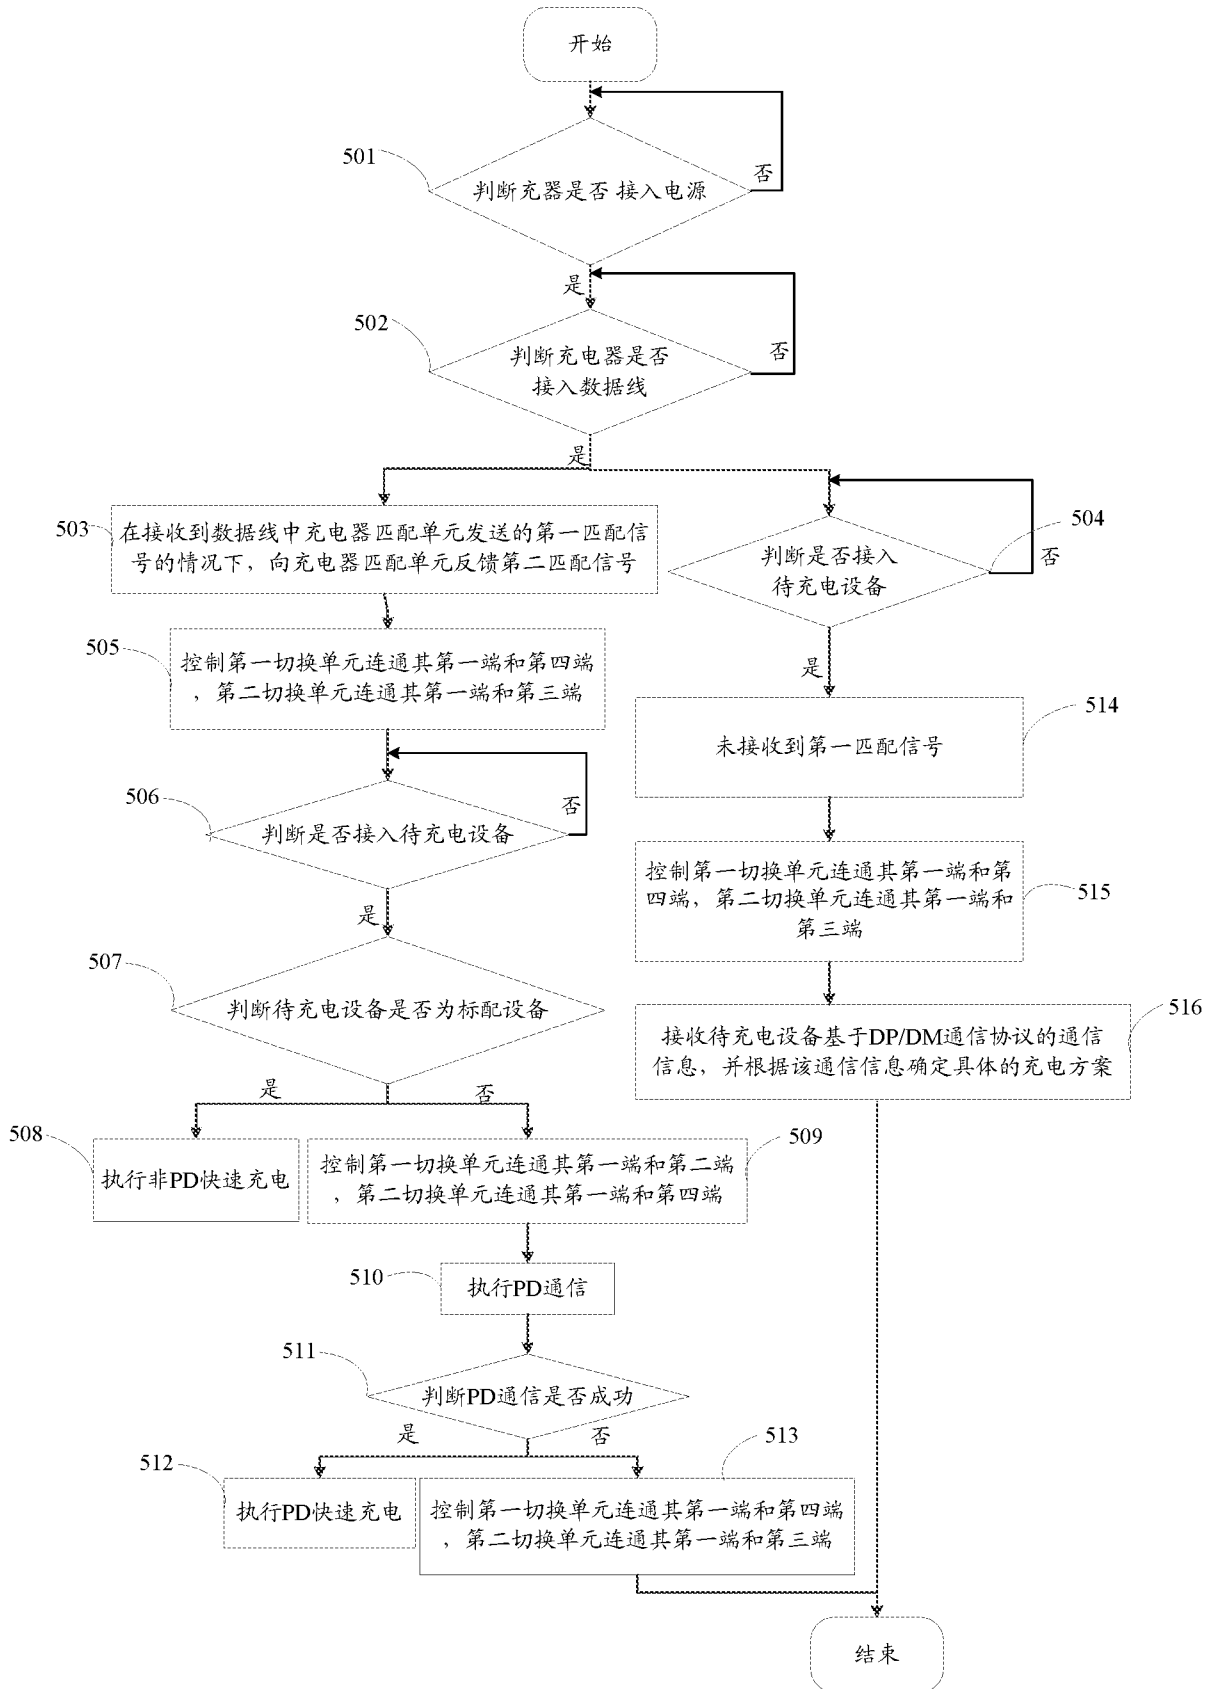 开始
501
判断充器是否 接入电源
否
是
502
判断充电器是否
接入数据线
否
是
503
在接收到数据线中充电器匹配单元发送的第一匹配信
号的情况下，向充电器匹配单元反馈第二匹配信号
504
判断是否接入
待充电设备
否
是
505
控制第一切换单元连通其第一端和第四端
，第二切换单元连通其第一端和第三端
514
未接收到第一匹配信号
506
判断是否接入待充电设备
否
是
515
控制第一切换单元连通其第一端和第
四端，第二切换单元连通其第一端和
第三端
507
判断待充电设备是否为标配设备
是
否
516
接收待充电设备基于DP/DM通信协议的通信
信息，并根据该通信信息确定具体的充电方案
508
执行非PD快速充电
509
控制第一切换单元连通其第一端和第二端
，第二切换单元连通其第一端和第四端
510
执行PD通信
511
判断PD通信是否成功
是
否
512
执行PD快速充电
513
控制第一切换单元连通其第一端和第四端
，第二切换单元连通其第一端和第三端
结束